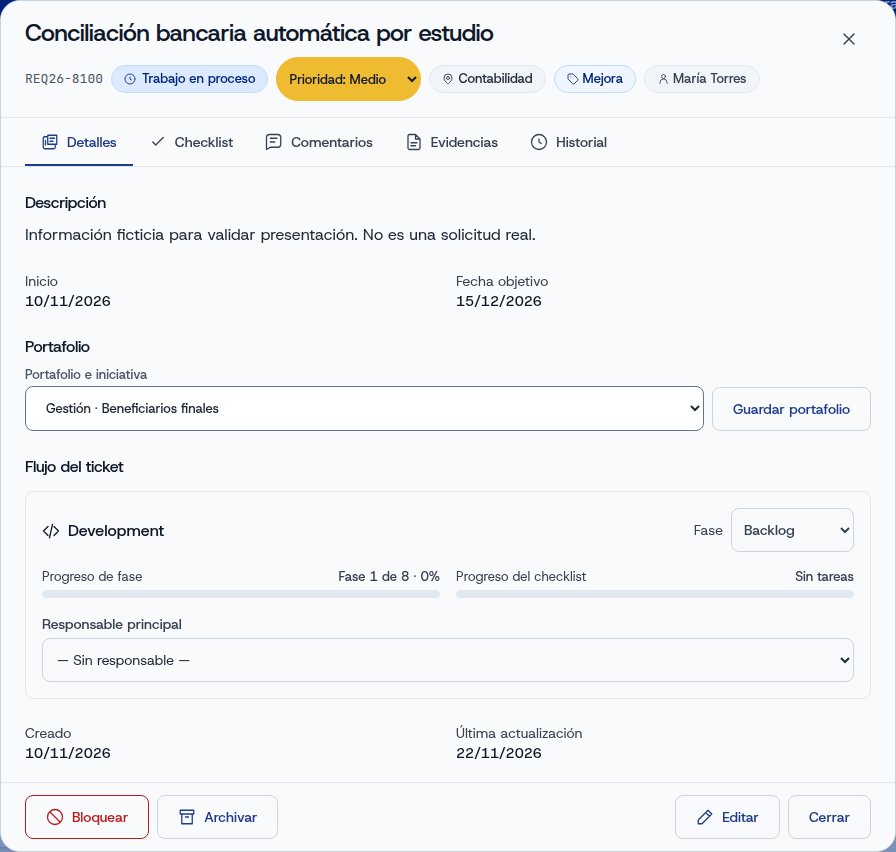 Conciliación bancaria automática por estudio
REQ26-8100 Trabajo en proceso Prioridad: Medio Contabilidad Mejora María Torres
Detalles Checklist Comentarios Evidencias Historial
Descripción
Información ficticia para validar presentación. No es una solicitud real.
Inicio Fecha objetivo
10/11/2026 15/12/2026
Portafolio
Portafolio e iniciativa
Gestión · Beneficiarios finales Guardar portafolio
Flujo del ticket
Development Fase Backlog
Progreso de fase Fase 1 de 8 · 0% Progreso del checklist Sin tareas
Responsable principal
— Sin responsable —
Creado Última actualización
10/11/2026 22/11/2026
Bloquear Archivar Editar Cerrar